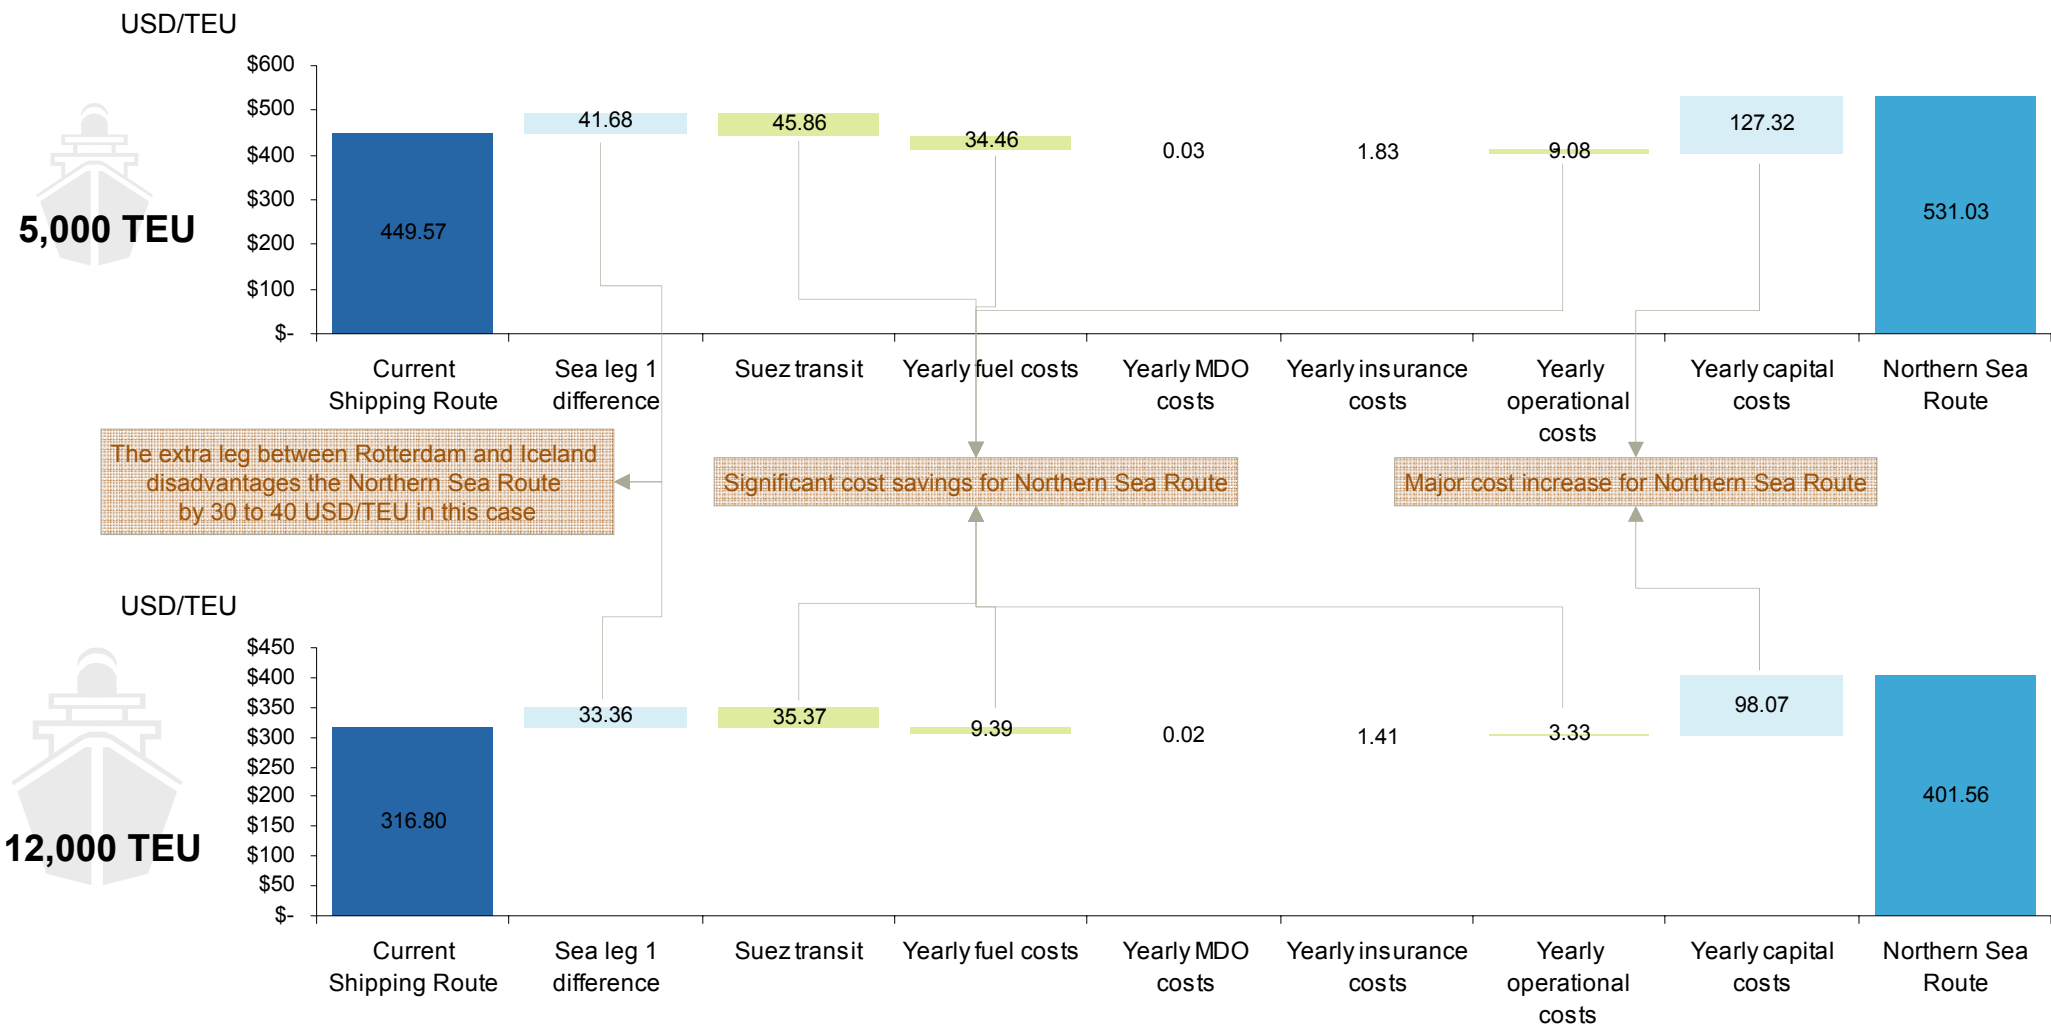 USD/TEU
$600
$500
$400
$300
$200
$100
$-
5,000 TEU
449.57
41.68
45.86
34.46
0.03
1.83
9.08
127.32
531.03
Current
Shipping Route
Sea leg 1
difference
Suez transit
Yearly fuel costs
Yearly MDO
costs
Yearly insurance
costs
Yearly
operational
costs
Yearly capital
costs
Northern Sea
Route
The extra leg between Rotterdam and Iceland
disadvantages the Northern Sea Route
by 30 to 40 USD/TEU in this case
Significant cost savings for Northern Sea Route
Major cost increase for Northern Sea Route
USD/TEU
$450
$400
$350
$300
$250
$200
$150
$100
$50
$-
12,000 TEU
316.80
33.36
35.37
9.39
0.02
1.41
3.33
98.07
401.56
Current
Shipping Route
Sea leg 1
difference
Suez transit
Yearly fuel costs
Yearly MDO
costs
Yearly insurance
costs
Yearly
operational
costs
Yearly capital
costs
Northern Sea
Route